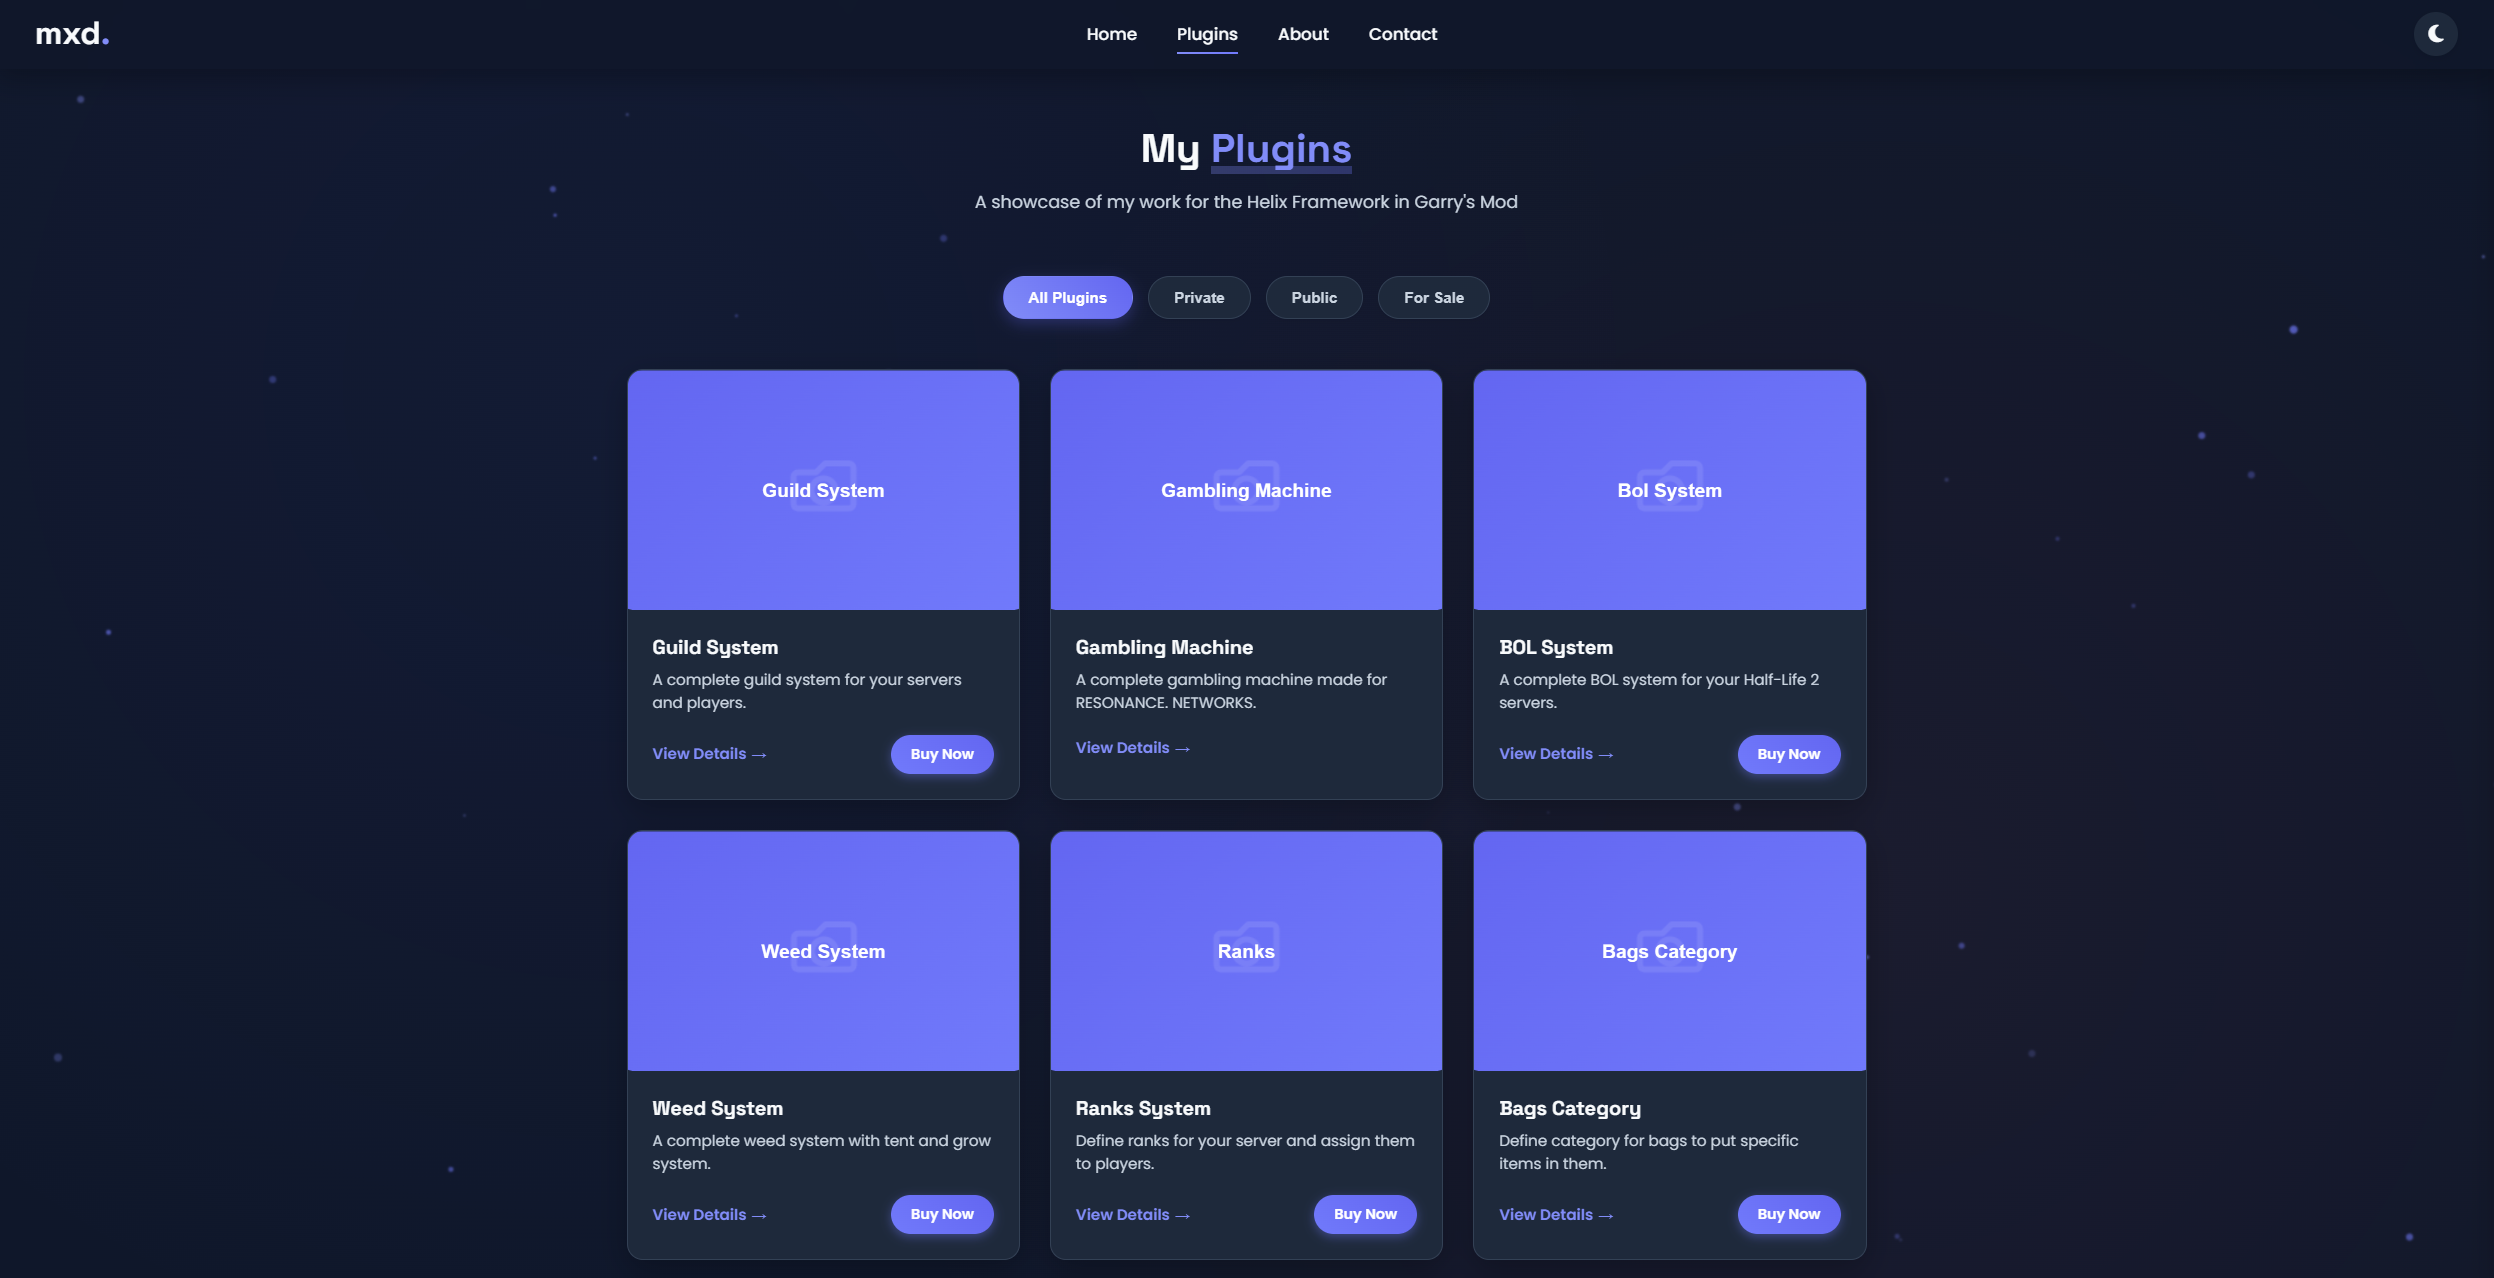 mxd.
Home Plugins About Contact
My Plugins
A showcase of my work for the Helix Framework in Garry's Mod
All Plugins Private Public For Sale
Guild System
Guild System
A complete guild system for your servers
and players.
View Details →
Buy Now
Gambling Machine
Gambling Machine
A complete gambling machine made for
RESONANCE. NETWORKS.
View Details →
Bol System
BOL System
A complete BOL system for your Half-Life 2
servers.
View Details →
Buy Now
Weed System
Weed System
A complete weed system with tent and grow
system.
View Details →
Buy Now
Ranks
Ranks System
Define ranks for your server and assign them
to players.
View Details →
Buy Now
Bags Category
Bags Category
Define category for bags to put specific
items in them.
View Details →
Buy Now